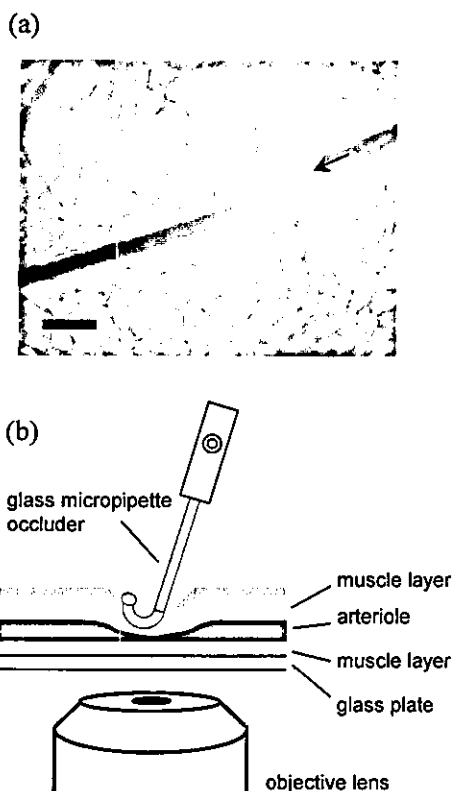 (a)
(b)
glass micropipette
occluder
muscle layer
arteriole
muscle layer
glass plate
objective lens